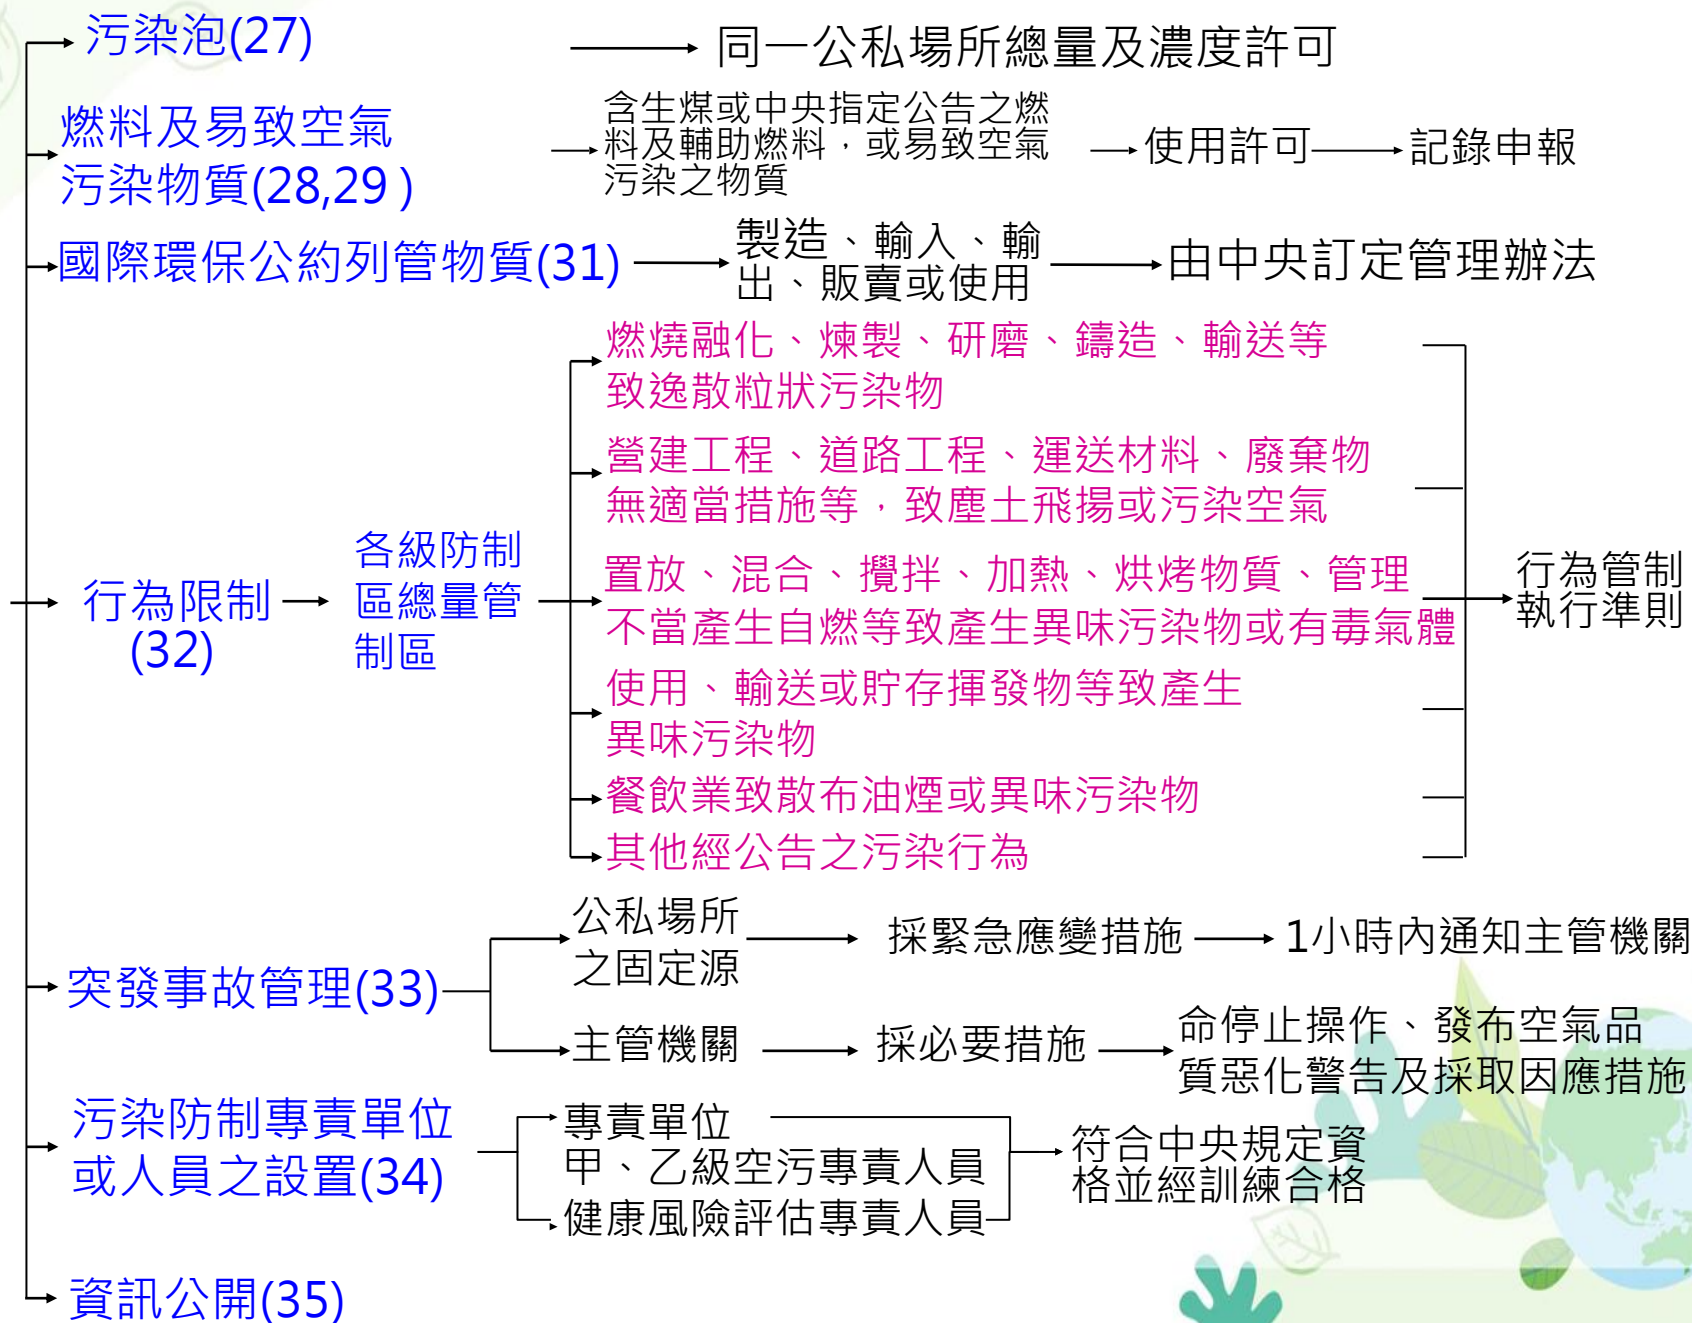 污染泡(27)
同一公私場所總量及濃度許可
燃料及易致空氣
污染物質(28,29 )
含生煤或中央指定公告之燃
料及輔助燃料，或易致空氣
污染之物質
使用許可
記錄申報
國際環保公約列管物質(31)
製造、輸入、輸
出、販賣或使用
由中央訂定管理辦法
行為限制
(32)
各級防制
區總量管
制區
燃燒融化、煉製、研磨、鑄造、輸送等
致逸散粒狀污染物
營建工程、道路工程、運送材料、廢棄物
無適當措施等，致塵土飛揚或污染空氣
置放、混合、攪拌、加熱、烘烤物質、管理
不當產生自燃等致產生異味污染物或有毒氣體
使用、輸送或貯存揮發物等致產生
異味污染物
餐飲業致散布油煙或異味污染物
其他經公告之污染行為
行為管制
執行準則
突發事故管理(33)
公私場所
之固定源
採緊急應變措施
1小時內通知主管機關
主管機關
採必要措施
命停止操作、發布空氣品
質惡化警告及採取因應措施
污染防制專責單位
或人員之設置(34)
專責單位
甲、乙級空污專責人員
健康風險評估專責人員
符合中央規定資
格並經訓練合格
資訊公開(35)